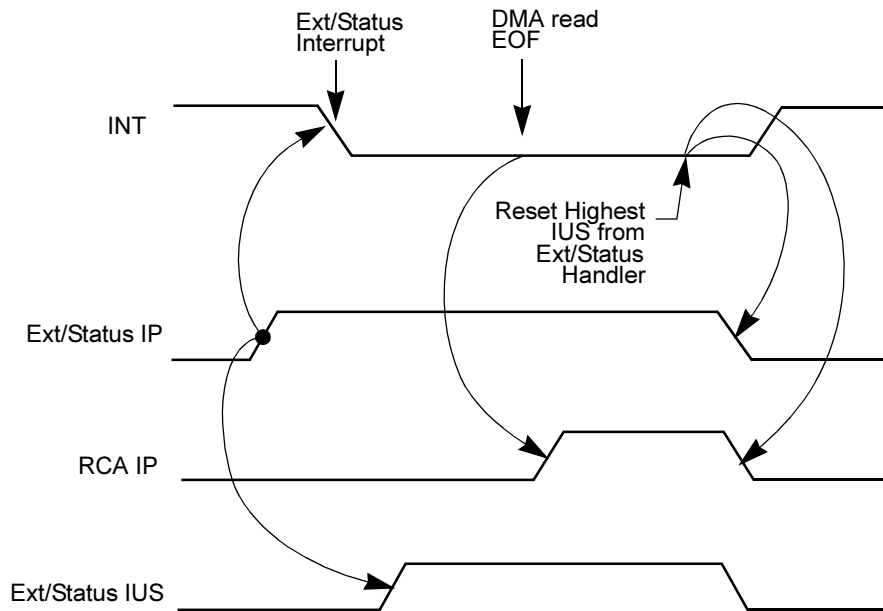 Ext/Status
Interrupt
DMA read
EOF
INT
Reset Highest
IUS from
Ext/Status
Handler
Ext/Status IP
RCA IP
Ext/Status IUS